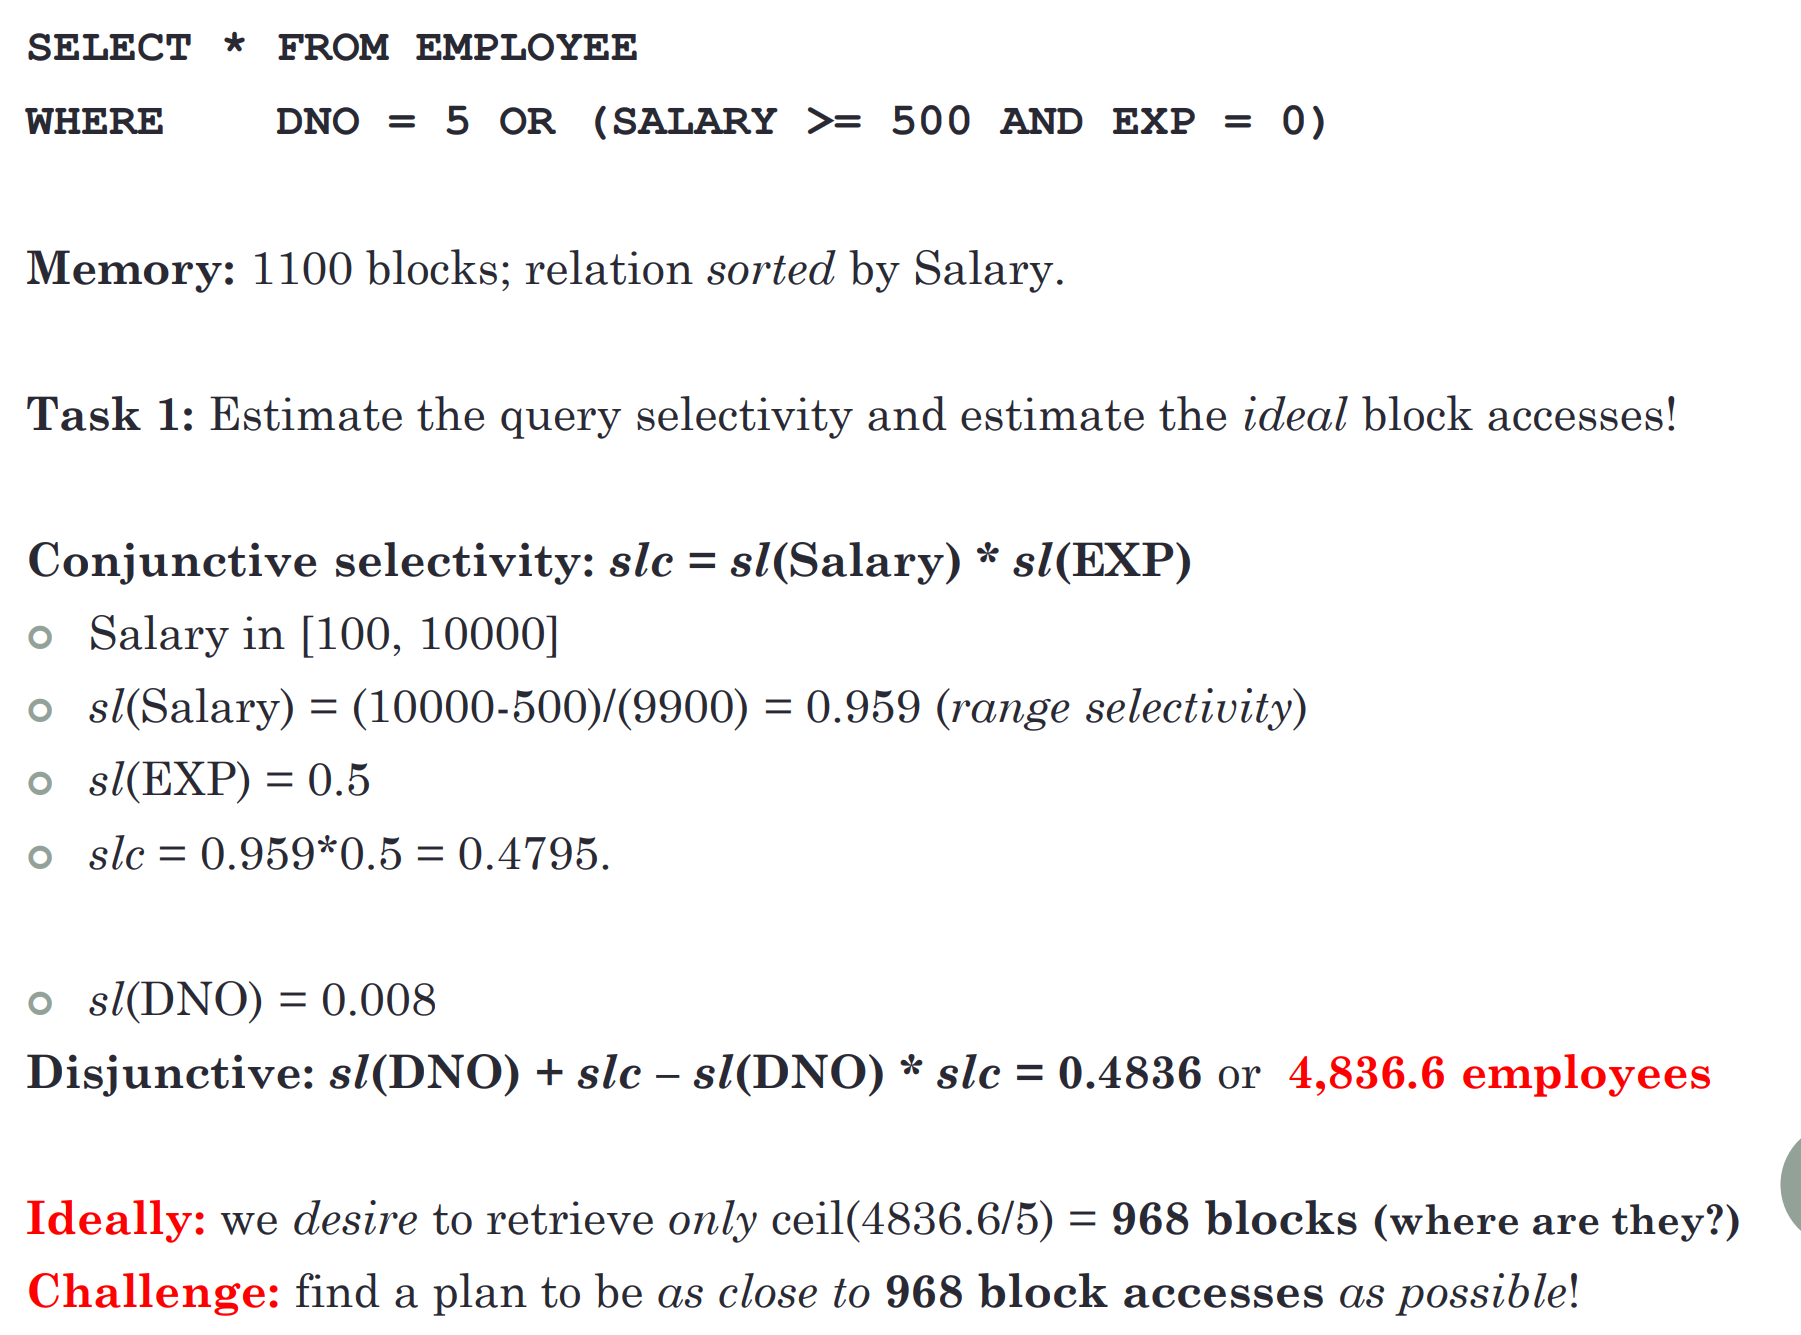 SELECT * FROM EMPLOYEE
WHERE DNO = 5 OR (SALARY >= 500 AND EXP = 0)
Memory: 1100 blocks; relation sorted by Salary.
Task 1: Estimate the query selectivity and estimate the ideal block accesses!
Conjunctive selectivity: slc = sl(Salary) * sl(EXP)
Salary in [100, 10000]
sl(Salary) = (10000-500)/(9900) = 0.959 (range selectivity)
sl(EXP) = 0.5
slc = 0.959*0.5 = 0.4795.
sl(DNO) = 0.008
Disjunctive: sl(DNO) + slc – sl(DNO) * slc = 0.4836 or 4,836.6 employees
Ideally: we desire to retrieve only ceil(4836.6/5) = 968 blocks (where are they?)
Challenge: find a plan to be as close to 968 block accesses as possible!